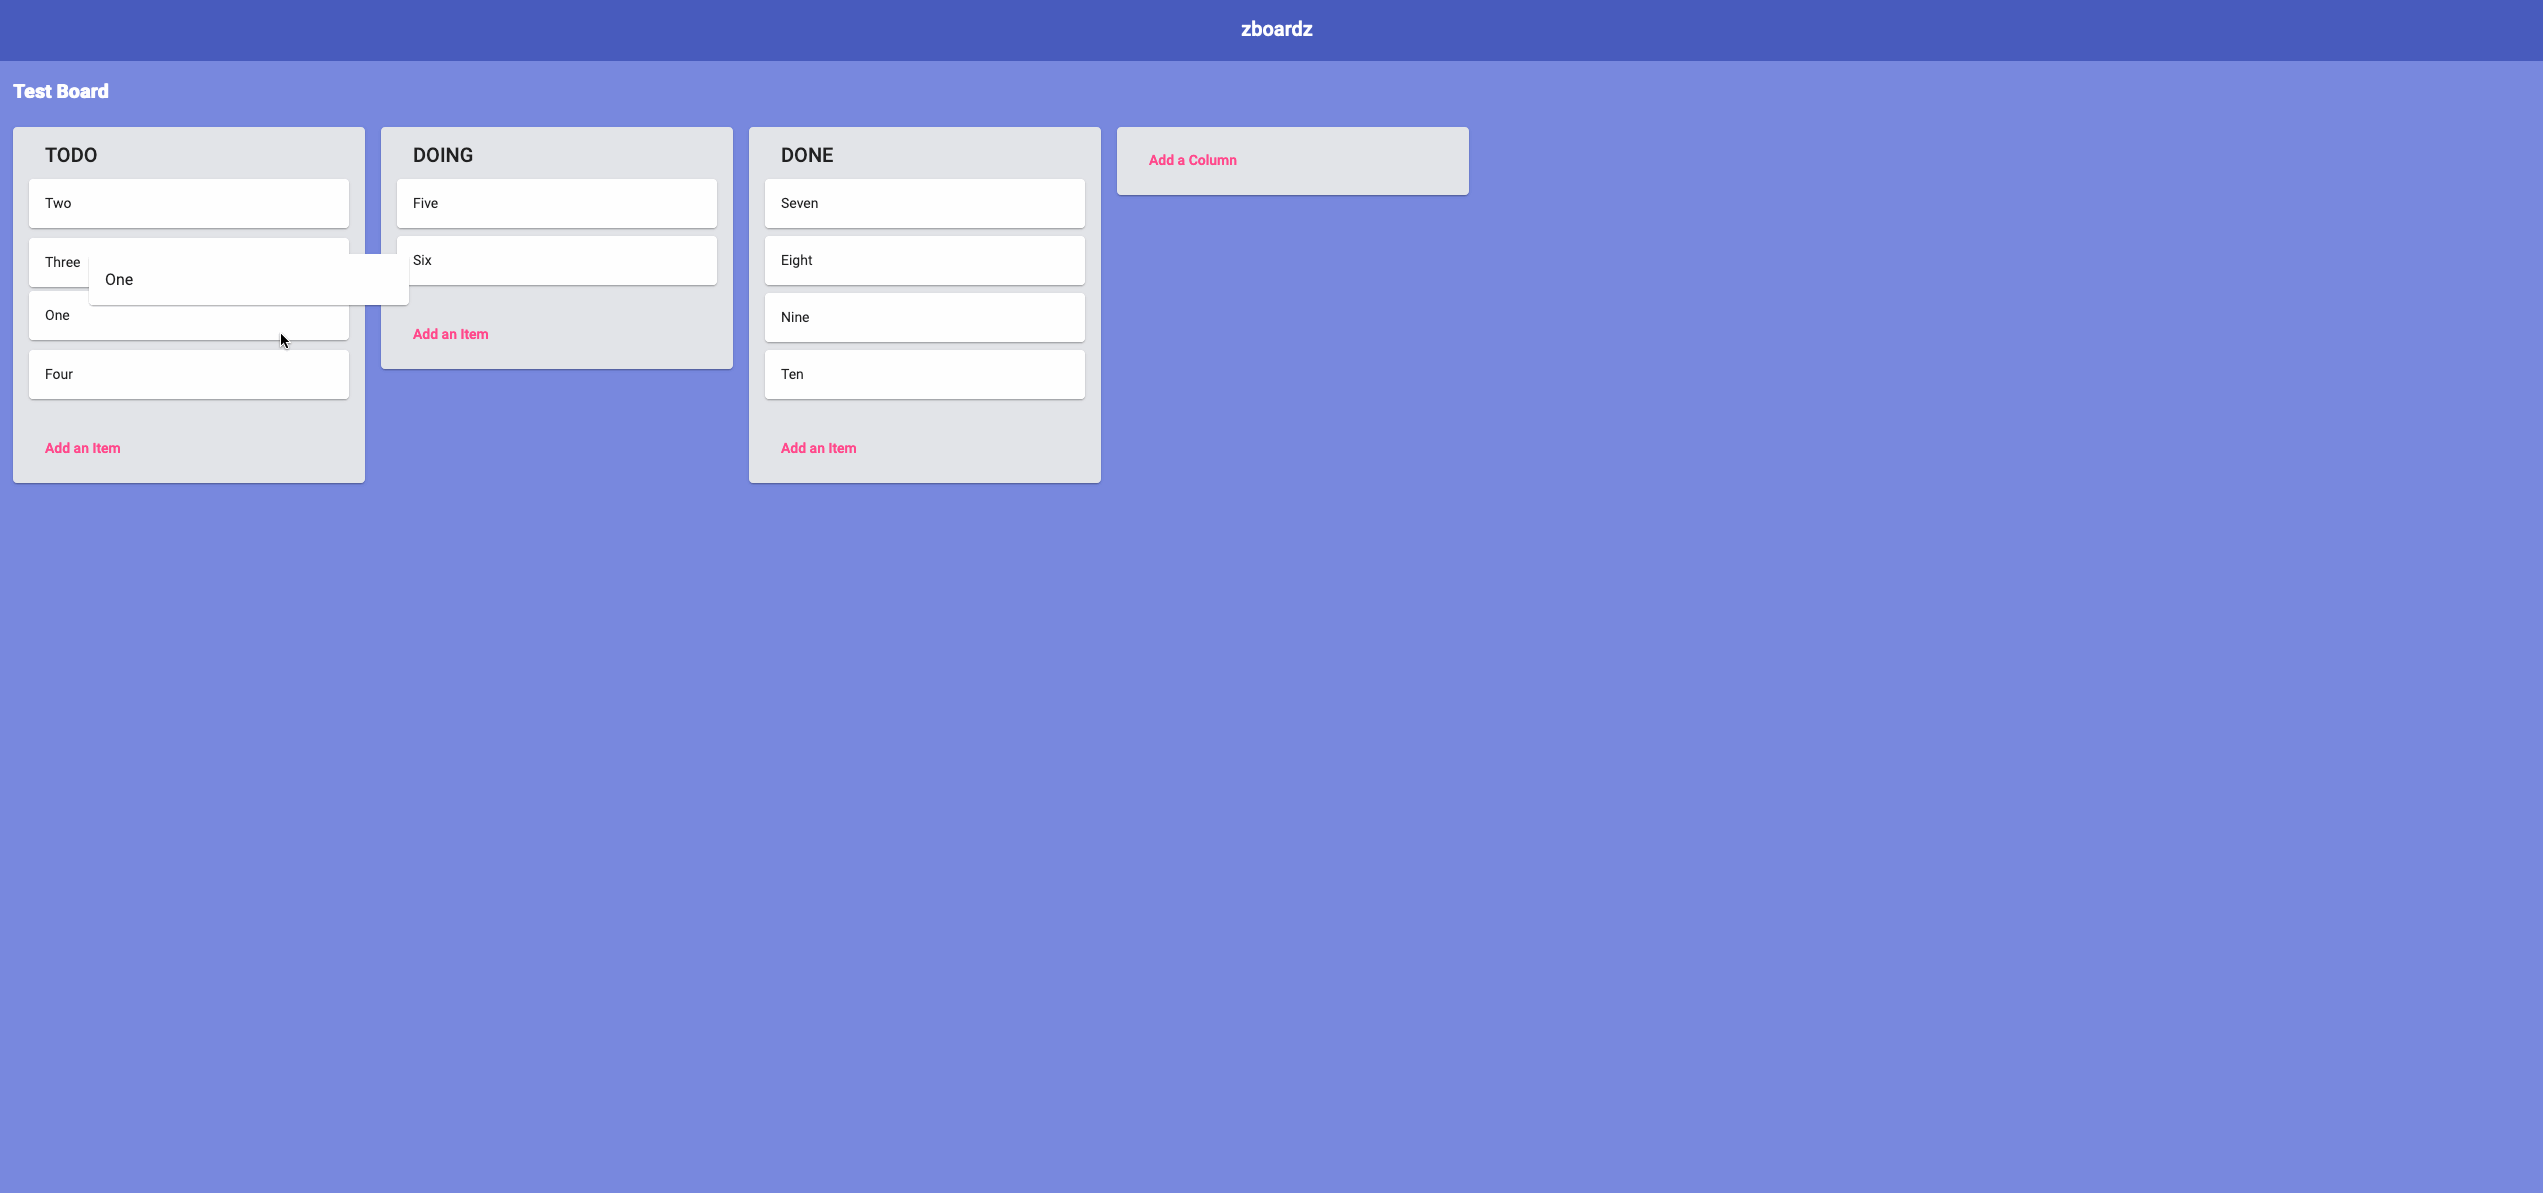 zboardz
Test Board
TODO
Two
Three
One
One
Four
Add an Item
DOING
Five
Six
Add an Item
DONE
Seven
Eight
Nine
Ten
Add an Item
Add a Column